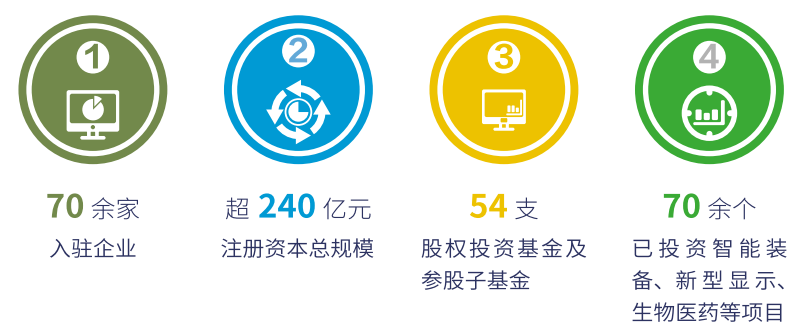 1
2
3
4
70 余家
超 240 亿元
54 支
70 余个
入驻企业
注册资本总规模
股权投资基金及
参股子基金
已投资智能装
备、新型显示、
生物医药等项目